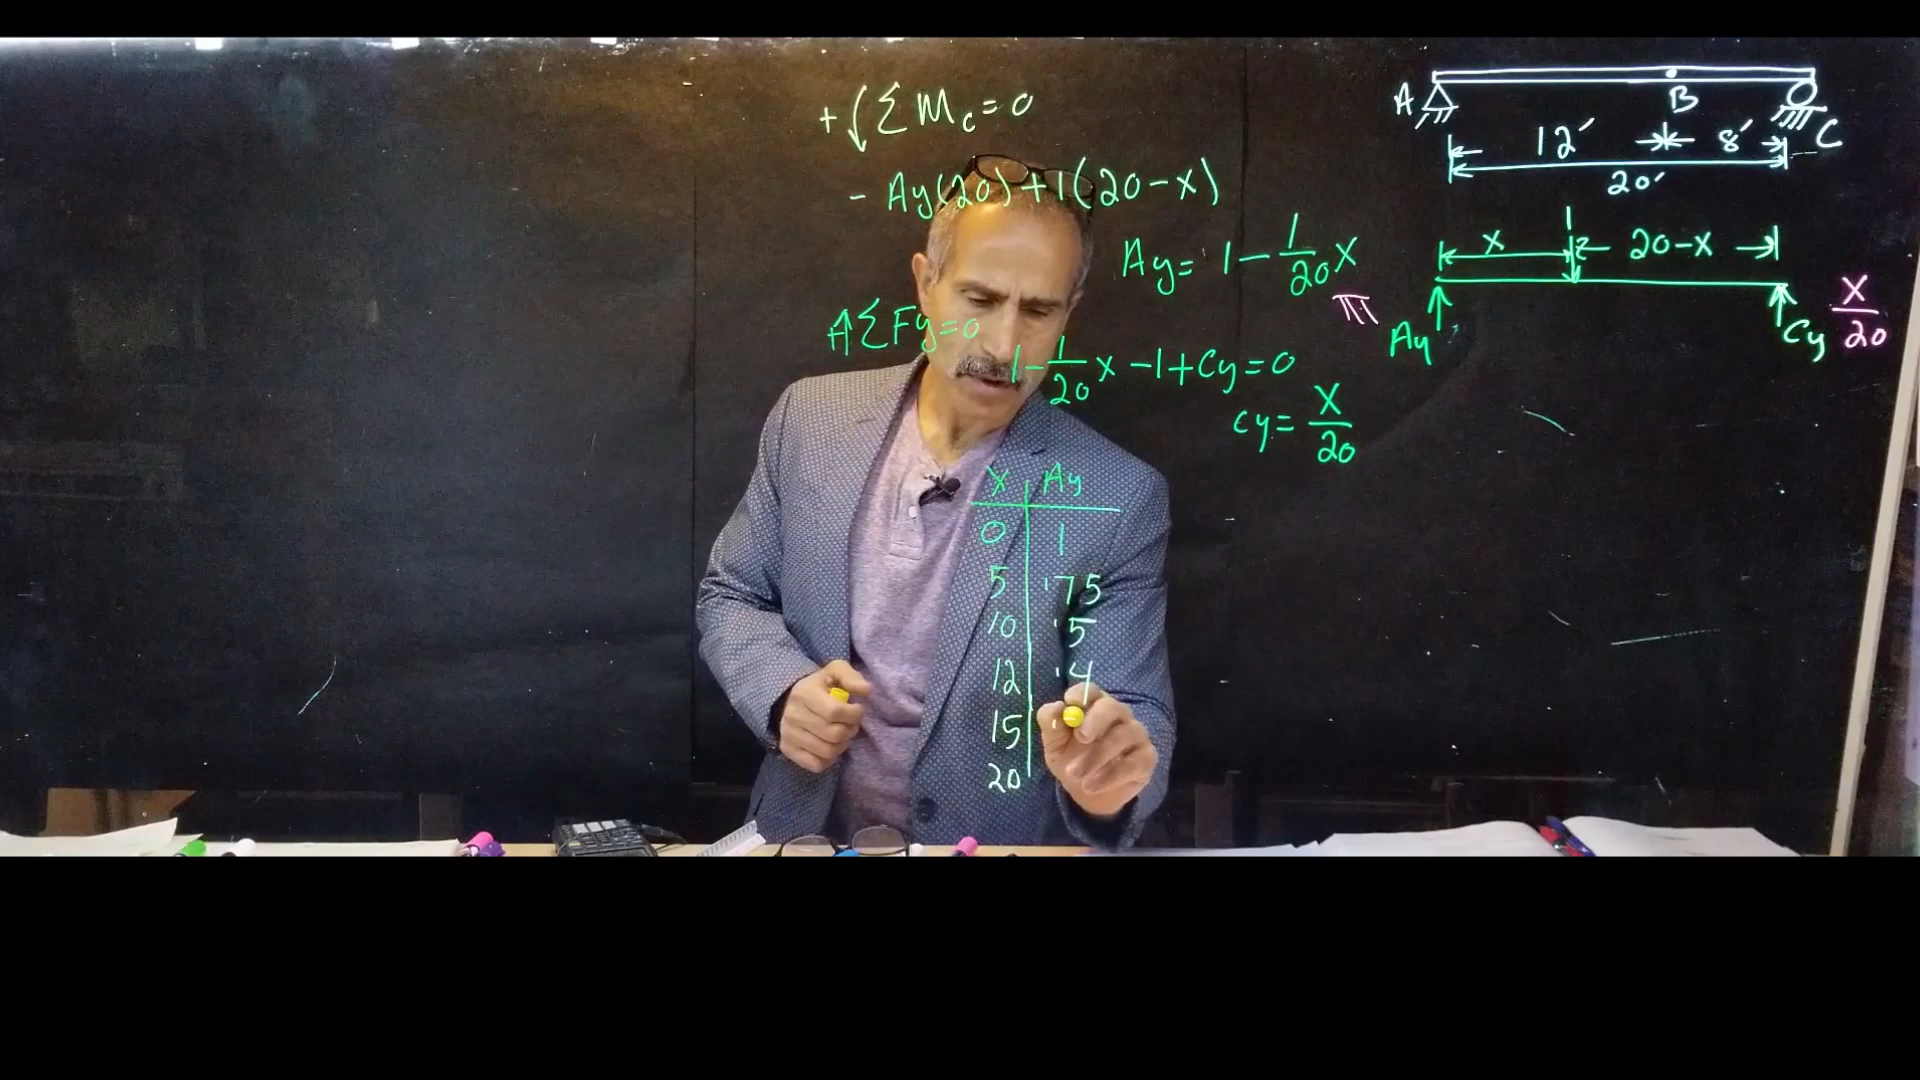 + ΣMc = 0
- Ay(20) + 1(20-x)
Ay = 1 - 1/20 x
ΣFy = 0
1 - 1/20 x - 1 + Cy = 0
Cy = x/20
x Ay
0 1
5 .75
10 .5
12 .4
15 .
20
A B C
12' 8'
20'
1
x 20-x
Ay Cy x/20